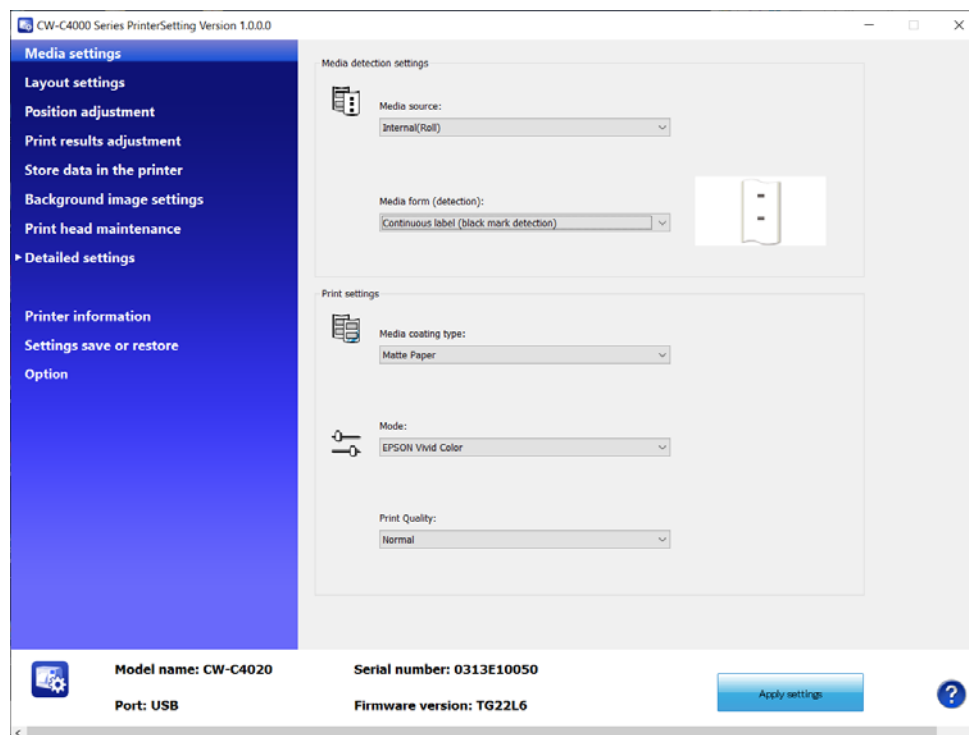 CW-C4000 Series PrinterSetting Version 1.0.0.0
Media settings
Layout settings
Position adjustment
Print results adjustment
Store data in the printer
Background image settings
Print head maintenance
Detailed settings
Printer information
Settings save or restore
Option
Media detection settings
Media source:
Internal(Roll)
Media form (detection):
Continuous label (black mark detection)
Print settings
Media coating type:
Matte Paper
Mode:
EPSON Vivid Color
Print Quality:
Normal
Model name: CW-C4020
Serial number: 0313E10050
Port: USB
Firmware version: TG22L6
Apply settings
?